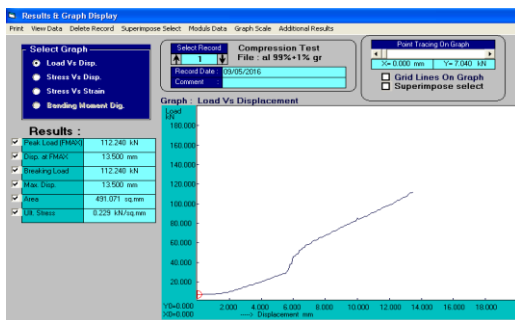 Results & Graph Display
Print View Data Delete Record Superimpose Select Moduls Data Graph Scale Additional Results
Select Graph
Load Vs Disp.
Stress Vs Disp.
Stress Vs Strain
Bending Moment Dig.
Select Record
1
Compression Test
File : al 99%+1% gr
Record Date : 09/05/2016
Comment :
Point Tracing On Graph
X= 0.000 mm Y= 7.040 kN
Grid Lines On Graph
Superimpose select
Results :
Peak Load (FMAX) 112.240 kN
Disp. at FMAX 13.500 mm
Breaking Load 112.240 kN
Max. Disp. 13.500 mm
Area 491.071 sq.mm
Ult. Stress 0.229 kN/sq.mm
Graph : Load Vs Displacement
Load
kN
180.000
160.000
140.000
120.000
100.000
80.000
60.000
40.000
20.000
Y0=0.000
X0=0.000
2.000 4.000 6.000 8.000 10.000 12.000 14.000 16.000 18.000
---> Displacement mm